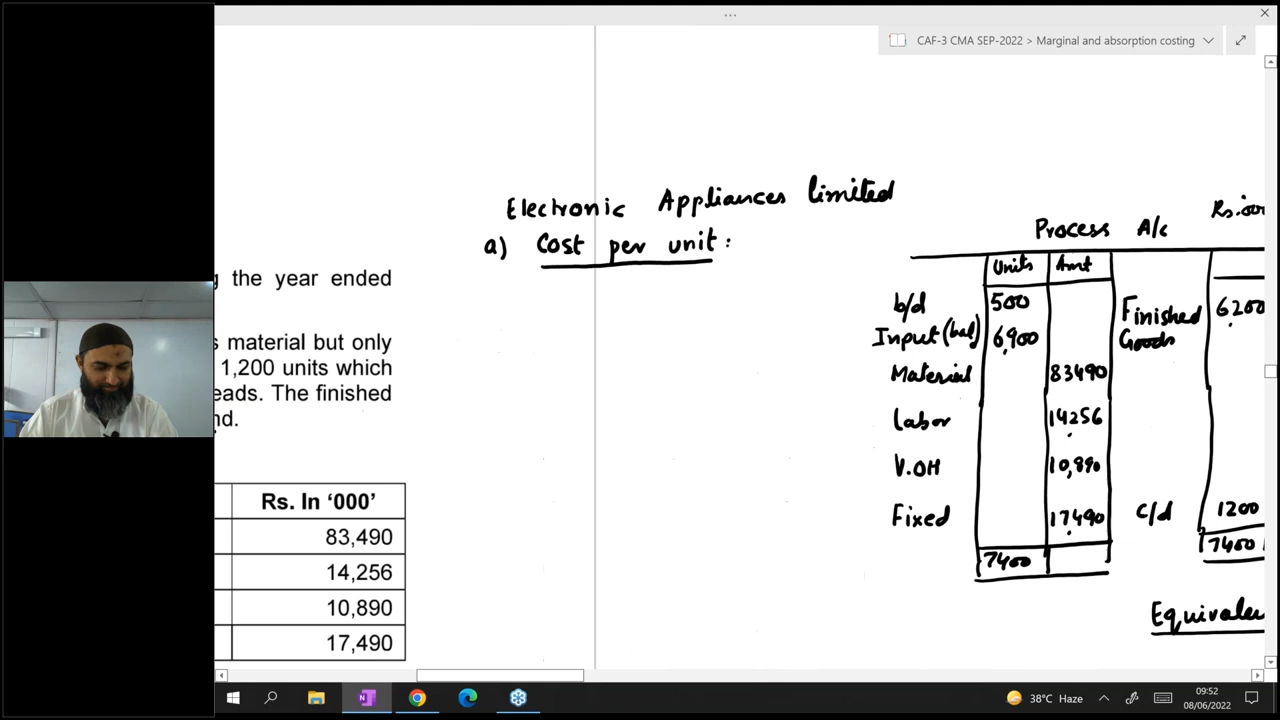 CAF-3 CMA SEP-2022 > Marginal and absorption costing
Electronic Appliances limited
a) Cost per unit :
Process A/c
Units Amt
b/d 500 Finished Goods 6200
Input (bal) 6,900
Material 83490
Labor 14256
V.OH 10,890
Fixed 17490 c/d 1200
7400 7400
the year ended
material but only
1,200 units which
The finished
Rs. In ‘000’
83,490
14,256
10,890
17,490
38°C Haze
09:52
08/06/2022